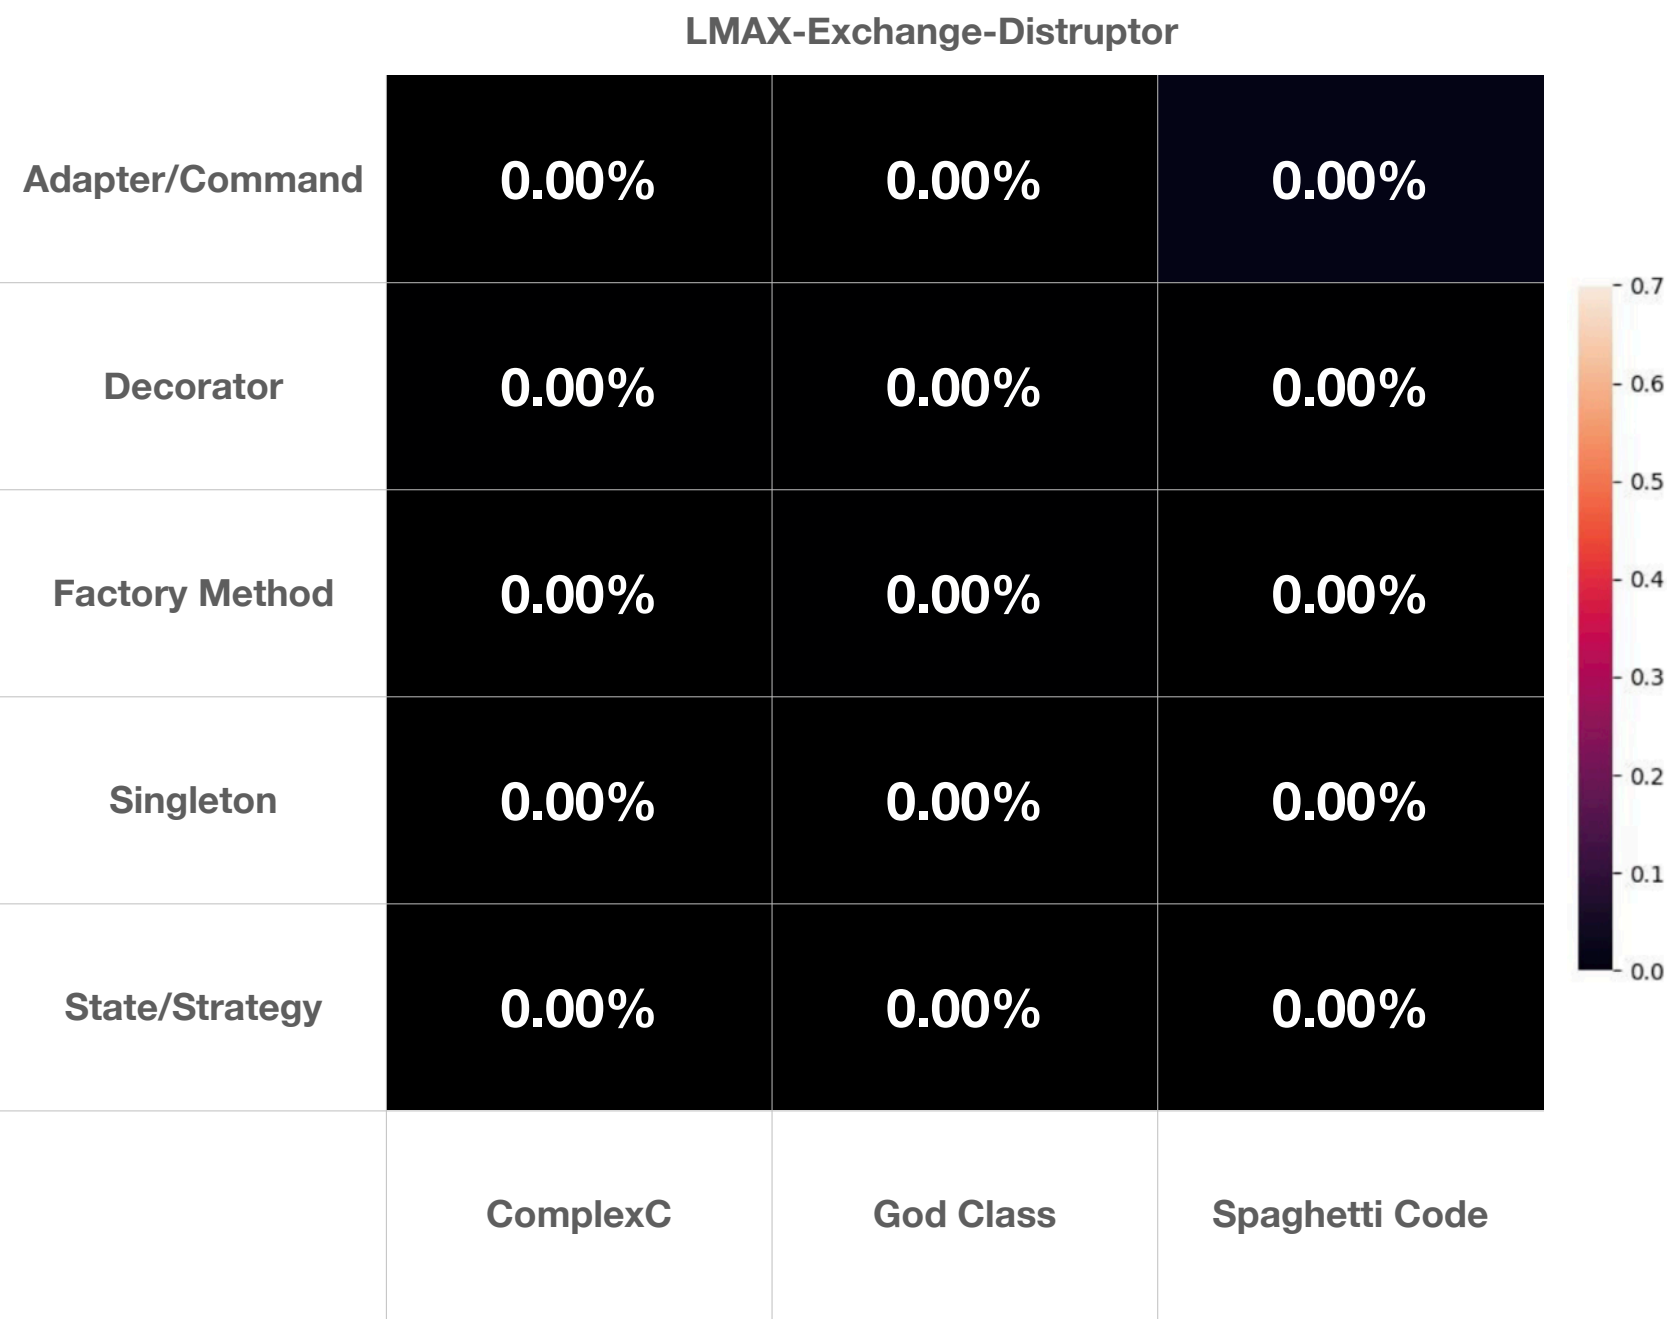 LMAX-Exchange-Distruptor
Adapter/Command 0.00% 0.00% 0.00%
Decorator 0.00% 0.00% 0.00%
Factory Method 0.00% 0.00% 0.00%
Singleton 0.00% 0.00% 0.00%
State/Strategy 0.00% 0.00% 0.00%
ComplexC God Class Spaghetti Code
0.7
0.6
0.5
0.4
0.3
0.2
0.1
0.0